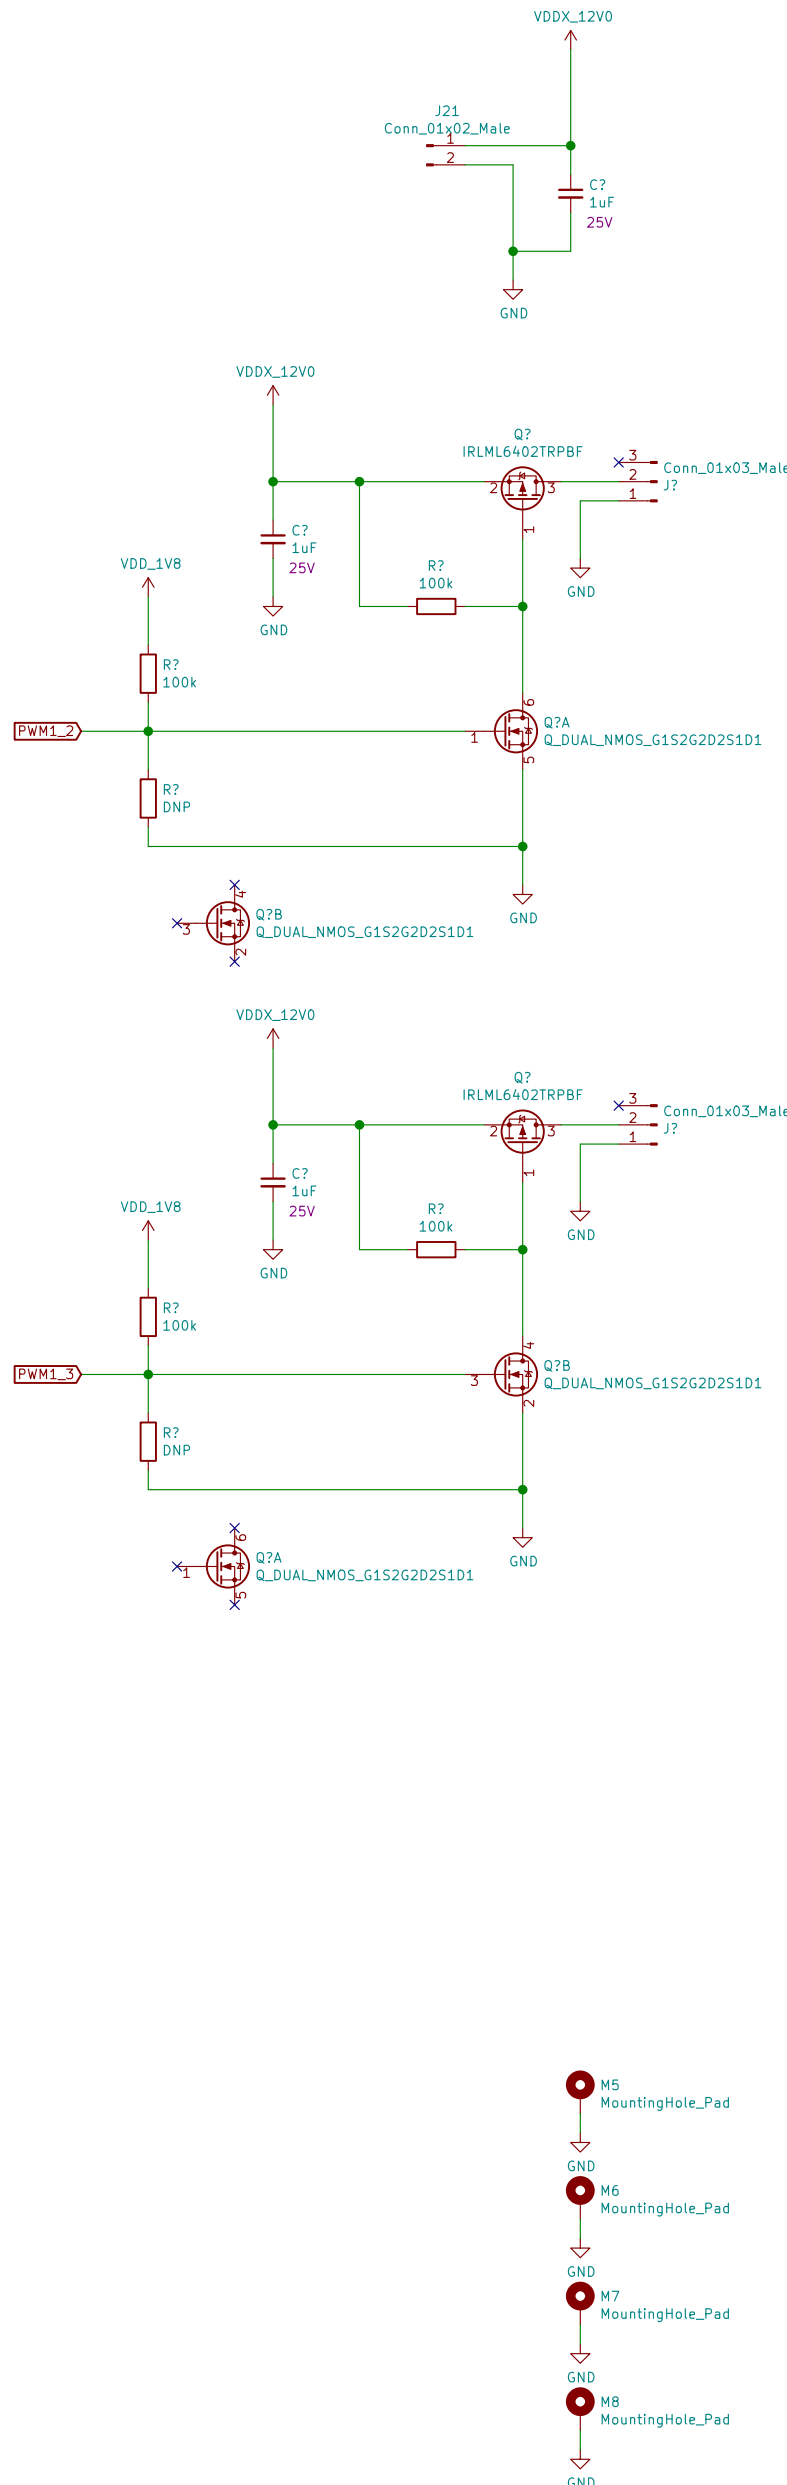 VDDX_12V0
J21
Conn_01x02_Male
1
2
C?
1uF
25V
GND
VDDX_12V0
Q?
IRLML6402TRPBF
3
Conn_01x03_Male
2
2
3
J?
1
1
C?
1uF
25V
VDD_1V8
R?
100k
GND
GND
R?
100k
6
PWM1_2
1
Q?A
Q_DUAL_NMOS_G1S2G2D2S1D1
5
R?
DNP
4
Q?B
3
Q_DUAL_NMOS_G1S2G2D2S1D1
2
GND
VDDX_12V0
Q?
IRLML6402TRPBF
3
Conn_01x03_Male
2
2
3
J?
1
1
C?
1uF
25V
VDD_1V8
R?
100k
GND
GND
R?
100k
4
PWM1_3
3
Q?B
Q_DUAL_NMOS_G1S2G2D2S1D1
2
R?
DNP
6
Q?A
1
Q_DUAL_NMOS_G1S2G2D2S1D1
5
GND
M5
MountingHole_Pad
GND
M6
MountingHole_Pad
GND
M7
MountingHole_Pad
GND
M8
MountingHole_Pad
GND